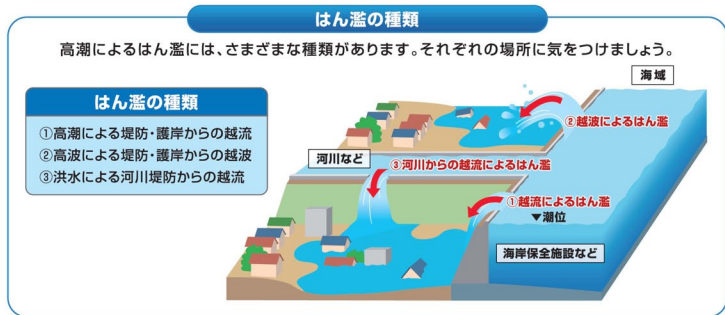 はん濫の種類
高潮によるはん濫には、さまざまな種類があります。それぞれの場所に気をつけましょう。
はん濫の種類
①高潮による堤防・護岸からの越流
②高波による堤防・護岸からの越波
③洪水による河川堤防からの越流
海域
②越波によるはん濫
河川など
③河川からの越流によるはん濫
①越流によるはん濫
▼潮位
海岸保全施設など